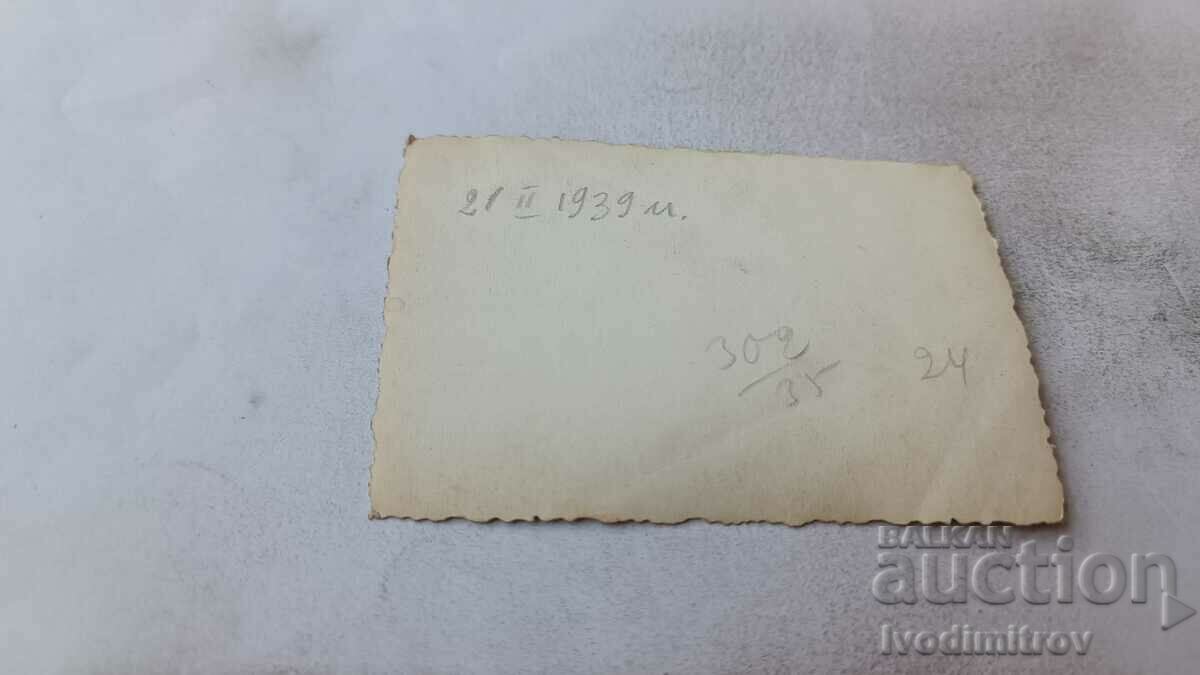 21 II 1939 м.
302
35
24
BALKAN
auction
Ivodimitrov